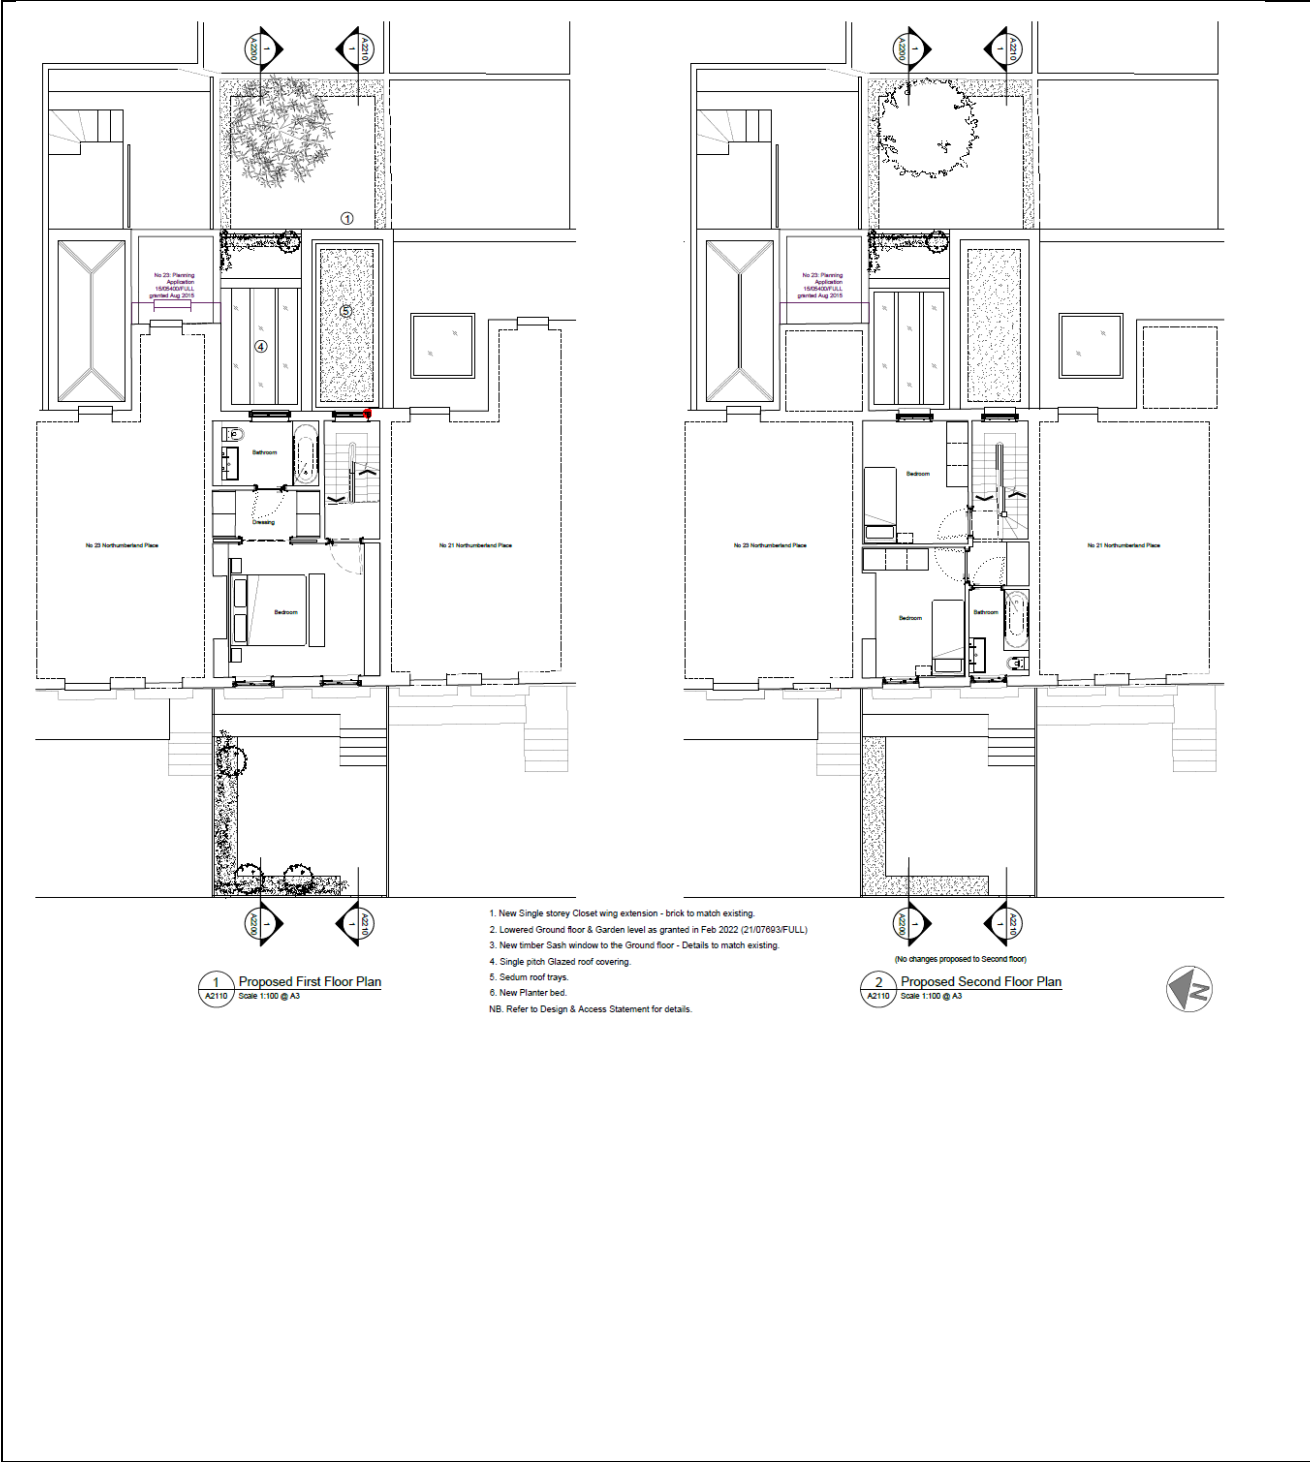 A2200
1
1
A2210
A2200
1
1
A2210
1
No 23: Planning
Application
15/05400/FULL
granted Aug 2015
5
4
No 23: Planning
Application
15/05400/FULL
granted Aug 2015
Bathroom
Dressing
Bedroom
No 23 Northumberland Place
No 21 Northumberland Place
Bedroom
Bedroom
Bathroom
No 23 Northumberland Place
No 21 Northumberland Place
A2200
1
1
A2210
A2200
1
1
A2210
1. New Single storey Closet wing extension - brick to match existing.
2. Lowered Ground floor & Garden level as granted in Feb 2022 (21/07693/FULL)
3. New timber Sash window to the Ground floor - Details to match existing.
4. Single pitch Glazed roof covering.
5. Sedum roof trays.
6. New Planter bed.
NB. Refer to Design & Access Statement for details.
1
A2110
Proposed First Floor Plan
Scale 1:100 @ A3
(No changes proposed to Second floor)
2
A2110
Proposed Second Floor Plan
Scale 1:100 @ A3
N